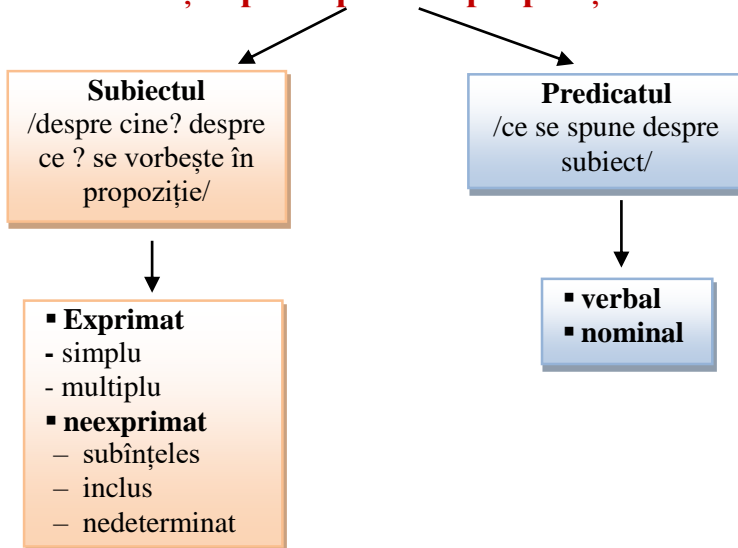 Subiectul
/despre cine? despre
ce ? se vorbește în
propoziție/
Predicatul
/ce se spune despre
subiect/
▪ Exprimat
- simplu
- multiplu
▪ neexprimat
– subînțeles
– inclus
– nedeterminat
▪ verbal
▪ nominal